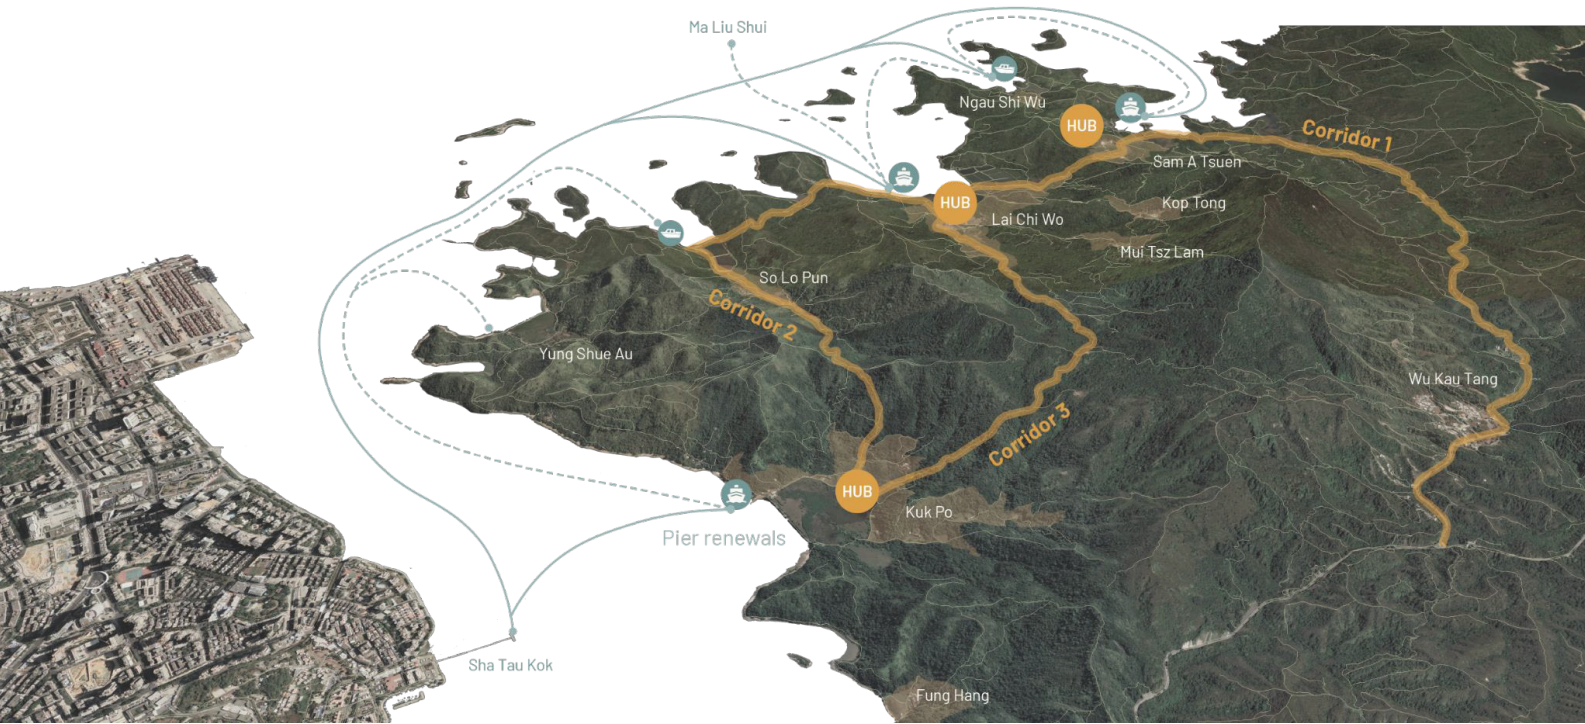 Ma Liu Shui
Ngau Shi Wu
HUB
Corridor 1
Sam A Tsuen
HUB
Kop Tong
Lai Chi Wo
Mui Tsz Lam
So Lo Pun
Corridor 2
Yung Shue Au
Wu Kau Tang
Corridor 3
HUB
Kuk Po
Pier renewals
Sha Tau Kok
Fung Hang